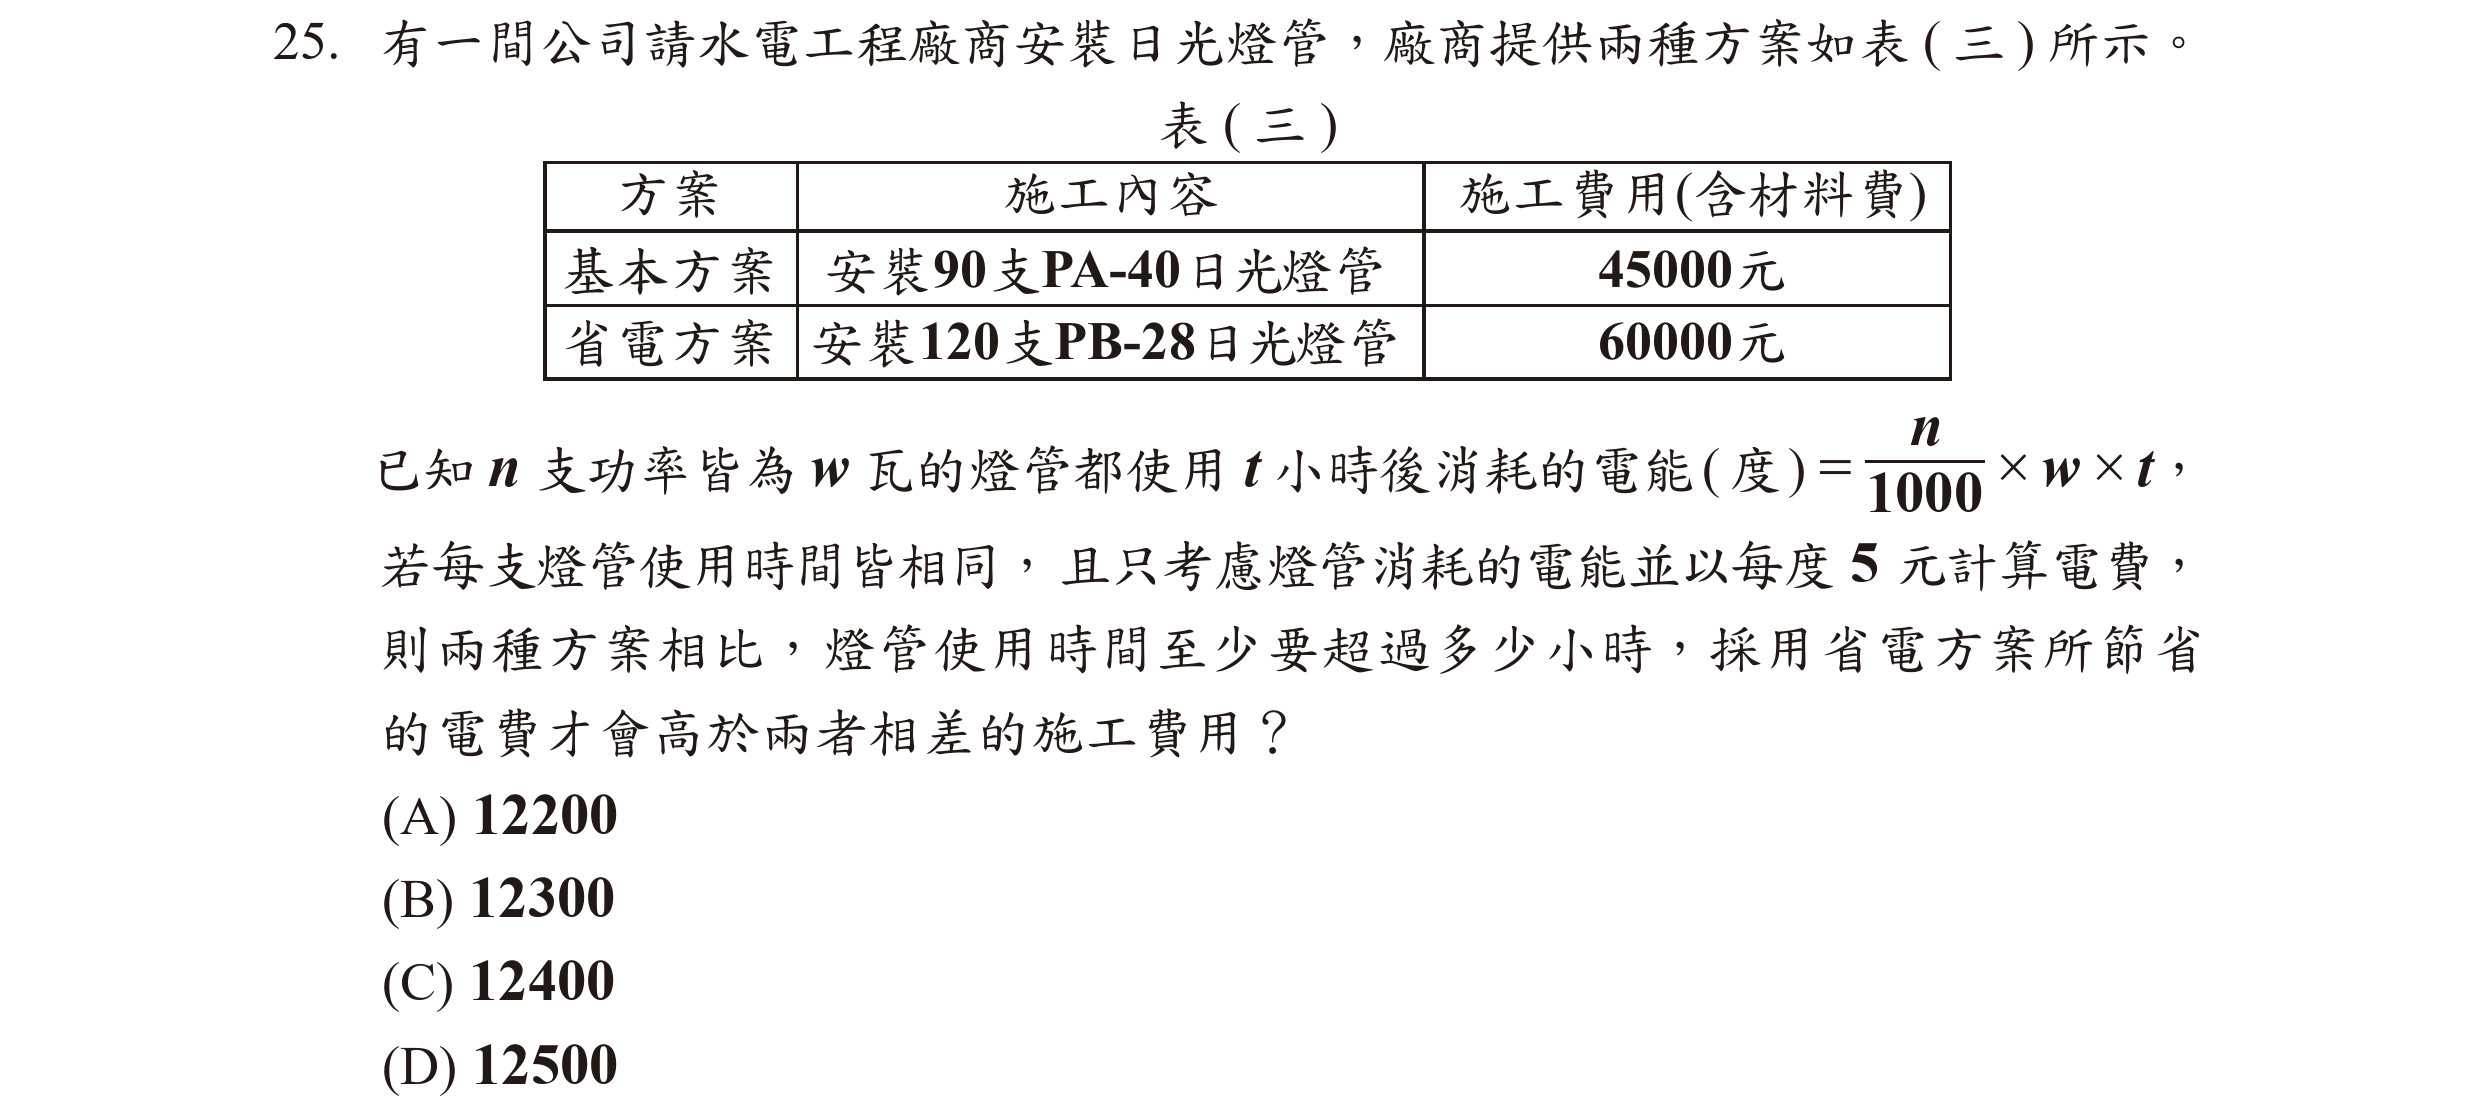 25. 有一間公司請水電工程廠商安裝日光燈管，廠商提供兩種方案如表(三)所示。
表(三)
方案 施工內容 施工費用(含材料費)
基本方案 安裝90支PA-40日光燈管 45000元
省電方案 安裝120支PB-28日光燈管 60000元
已知 n 支功率皆為 w 瓦的燈管都使用 t 小時後消耗的電能(度)=n/1000×w×t，
若每支燈管使用時間皆相同，且只考慮燈管消耗的電能並以每度 5 元計算電費，
則兩種方案相比，燈管使用時間至少要超過多少小時，採用省電方案所節省
的電費才會高於兩者相差的施工費用？
(A) 12200
(B) 12300
(C) 12400
(D) 12500